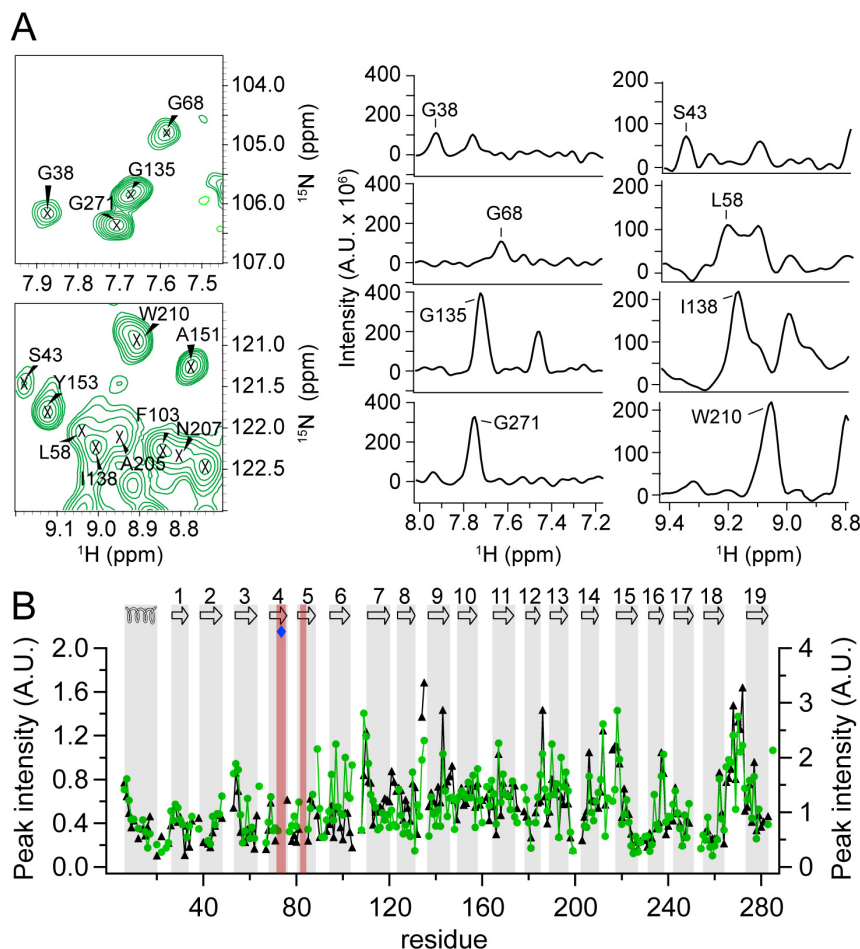 A
104.0
105.0
106.0
107.0
15N (ppm)
G68
G38
G135
G271
7.9 7.8 7.7 7.6 7.5
W210
A151
S43
Y153
F103
N207
L58
I138
A205
121.0
121.5
122.0
122.5
15N (ppm)
9.1 9.0 8.9 8.8
1H (ppm)
Intensity (A.U. x 10⁶)
400
200
0
G38
400
200
0
G68
400
200
0
G135
400
200
0
G271
8.0 7.8 7.6 7.4 7.2
1H (ppm)
200
100
0
S43
200
100
0
L58
200
100
0
I138
200
100
0
W210
9.4 9.2 9.0 8.8
1H (ppm)
B
1 2 3 4 5 6 7 8 9 10 11 12 13 14 15 16 17 18 19
Peak intensity (A.U.)
2.0
1.6
1.2
0.8
0.4
0.0
4
3
2
1
0
Peak intensity (A.U.)
40 80 120 160 200 240 280
residue